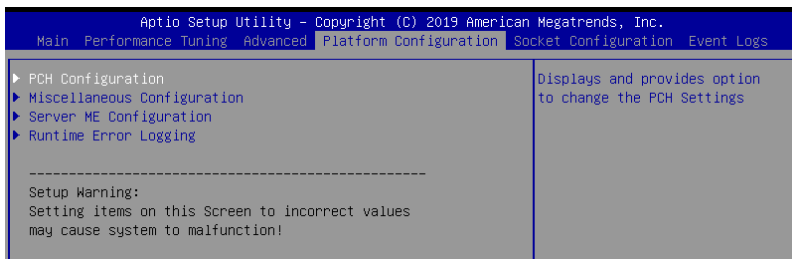 Aptio Setup Utility – Copyright (C) 2019 American Megatrends, Inc.
Main Performance Tuning Advanced Platform Configuration Socket Configuration Event Logs
PCH Configuration
Miscellaneous Configuration
Server ME Configuration
Runtime Error Logging
------------------------------------------------
Setup Warning:
Setting items on this Screen to incorrect values
may cause system to malfunction!
Displays and provides option
to change the PCH Settings